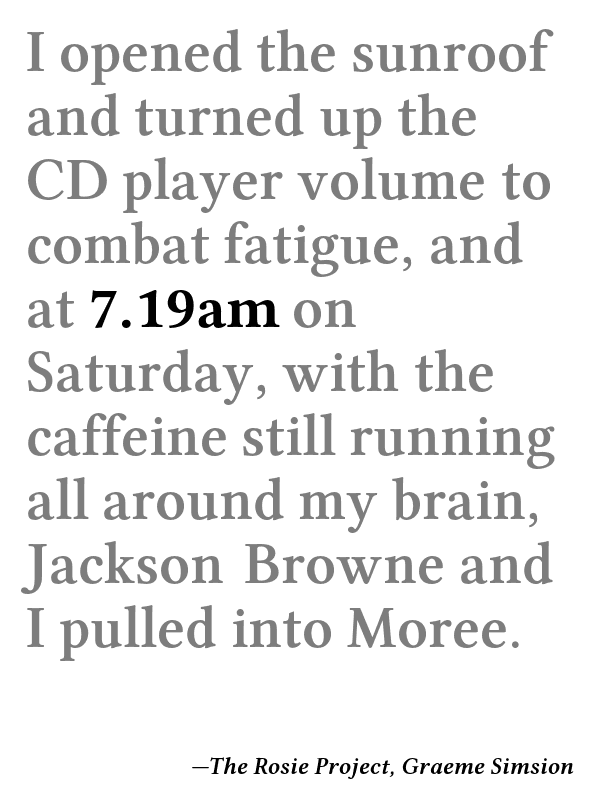 I opened the sunroof
and turned up the
CD player volume to
combat fatigue, and
at 7.19am on
Saturday, with the
caffeine still running
all around my brain,
Jackson Browne and
I pulled into Moree.
—The Rosie Project, Graeme Simsion